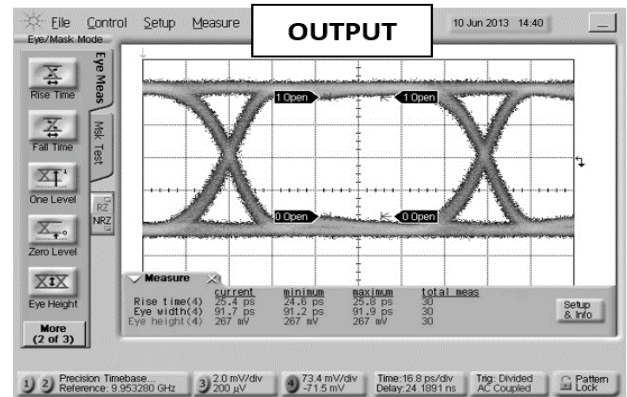 File Control Setup Measure
OUTPUT
10 Jun 2013 14:40
Eye/Mask Mode
Eye Meas
Msk Test
RZ
NRZ
Rise Time
Fall Time
One Level
Zero Level
Eye Height
More
(2 of 3)
1 Open 1 Open
0 Open 0 Open
Measure
current minimum maximum total meas
Rise time(4) 25.4 ps 24.6 ps 25.8 ps 30
Eye width(4) 91.7 ps 91.2 ps 91.9 ps 30
Eye height(4) 267 mV 267 mV 267 mV 30
Setup
& Info
1 2 Precision Timebase...
Reference: 9.953280 GHz
3 2.0 mV/div
200 µV
4 73.4 mV/div
-71.5 mV
Time:16.8 ps/div
Delay:24.1891 ns
Trig: Divided
AC Coupled
Pattern
Lock